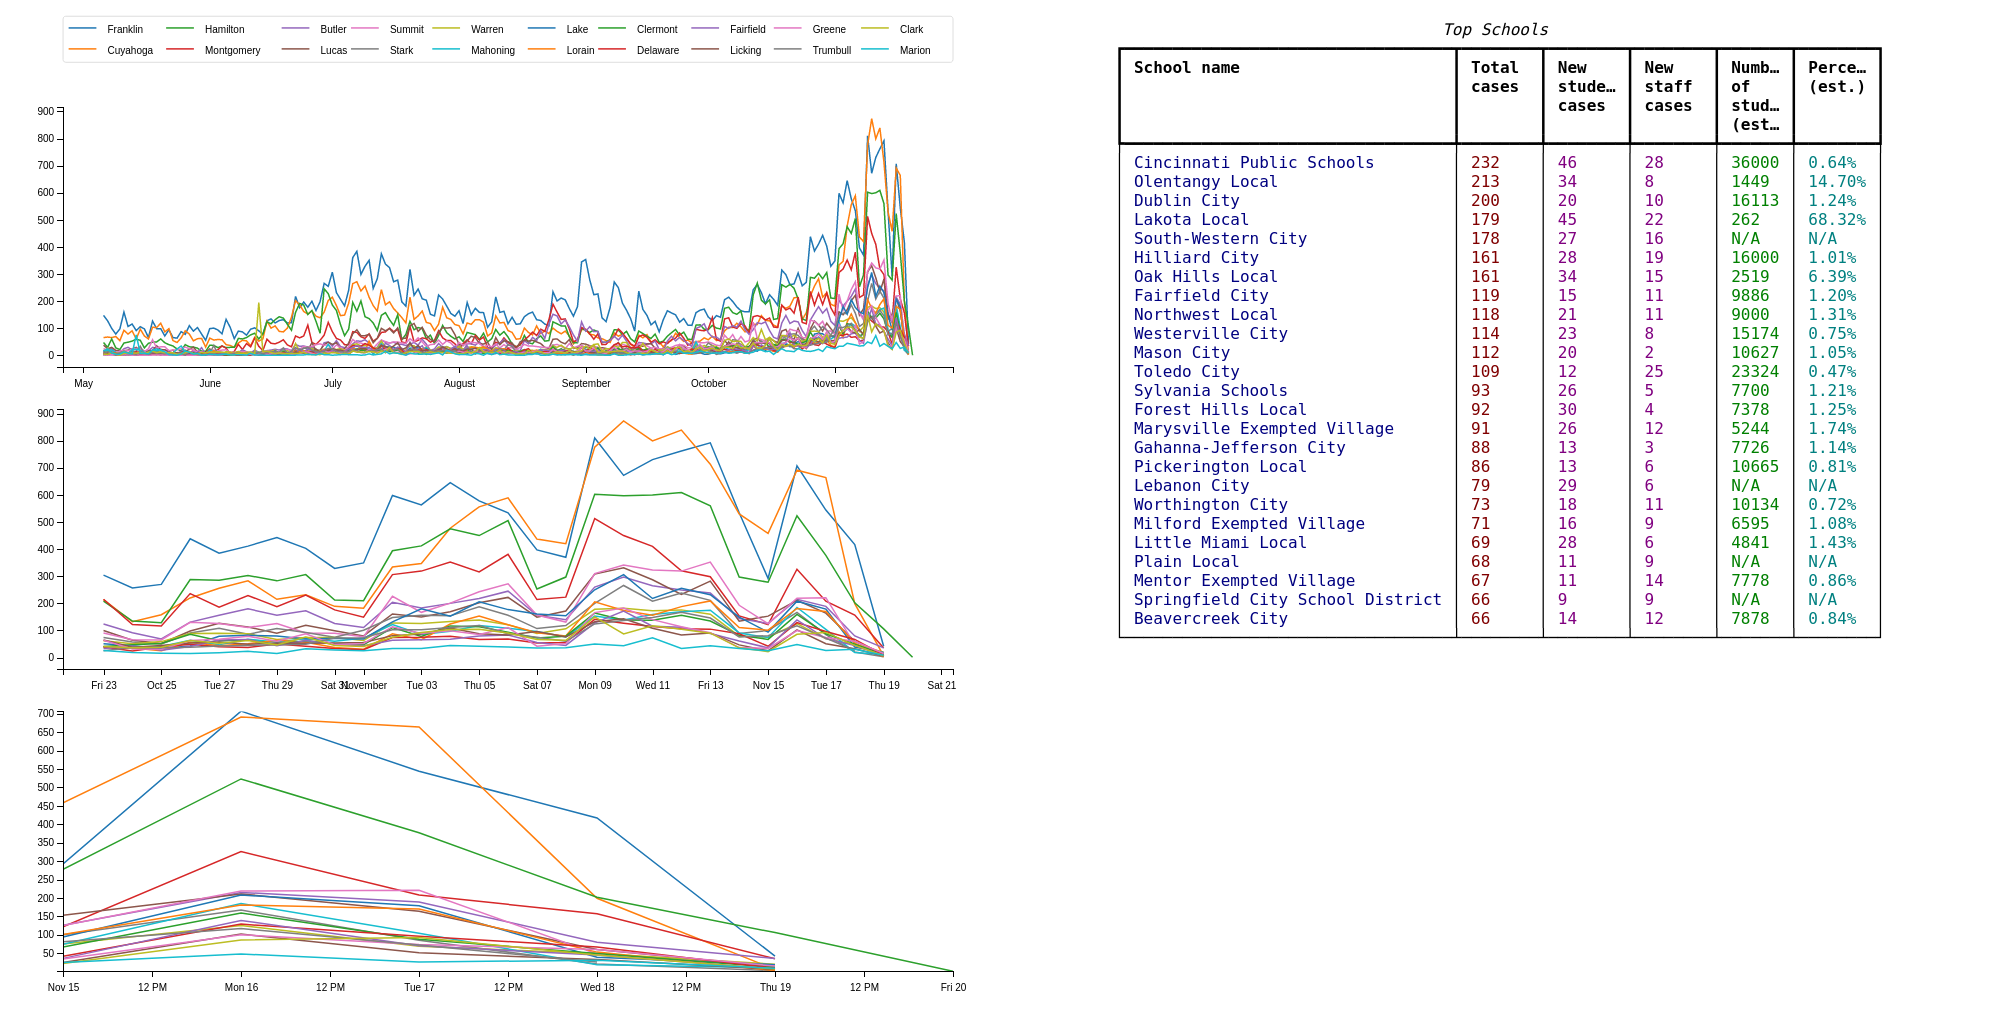 Franklin Hamilton Butler Summit Warren Lake Clermont Fairfield Greene Clark
Cuyahoga Montgomery Lucas Stark Mahoning Lorain Delaware Licking Trumbull Marion
900
800
700
600
500
400
300
200
100
0
May June July August September October November
900
800
700
600
500
400
300
200
100
0
Fri 23 Oct 25 Tue 27 Thu 29 Sat 31 November Tue 03 Thu 05 Sat 07 Mon 09 Wed 11 Fri 13 Nov 15 Tue 17 Thu 19 Sat 21
700
650
600
550
500
450
400
350
300
250
200
150
100
50
Nov 15 12 PM Mon 16 12 PM Tue 17 12 PM Wed 18 12 PM Thu 19 12 PM Fri 20
Top Schools
School name Total New New Numb… Perce…
cases stude… staff of (est.)
cases cases stud…
(est…
Cincinnati Public Schools 232 46 28 36000 0.64%
Olentangy Local 213 34 8 1449 14.70%
Dublin City 200 20 10 16113 1.24%
Lakota Local 179 45 22 262 68.32%
South-Western City 178 27 16 N/A N/A
Hilliard City 161 28 19 16000 1.01%
Oak Hills Local 161 34 15 2519 6.39%
Fairfield City 119 15 11 9886 1.20%
Northwest Local 118 21 11 9000 1.31%
Westerville City 114 23 8 15174 0.75%
Mason City 112 20 2 10627 1.05%
Toledo City 109 12 25 23324 0.47%
Sylvania Schools 93 26 5 7700 1.21%
Forest Hills Local 92 30 4 7378 1.25%
Marysville Exempted Village 91 26 12 5244 1.74%
Gahanna-Jefferson City 88 13 3 7726 1.14%
Pickerington Local 86 13 6 10665 0.81%
Lebanon City 79 29 6 N/A N/A
Worthington City 73 18 11 10134 0.72%
Milford Exempted Village 71 16 9 6595 1.08%
Little Miami Local 69 28 6 4841 1.43%
Plain Local 68 11 9 N/A N/A
Mentor Exempted Village 67 11 14 7778 0.86%
Springfield City School District 66 9 9 N/A N/A
Beavercreek City 66 14 12 7878 0.84%